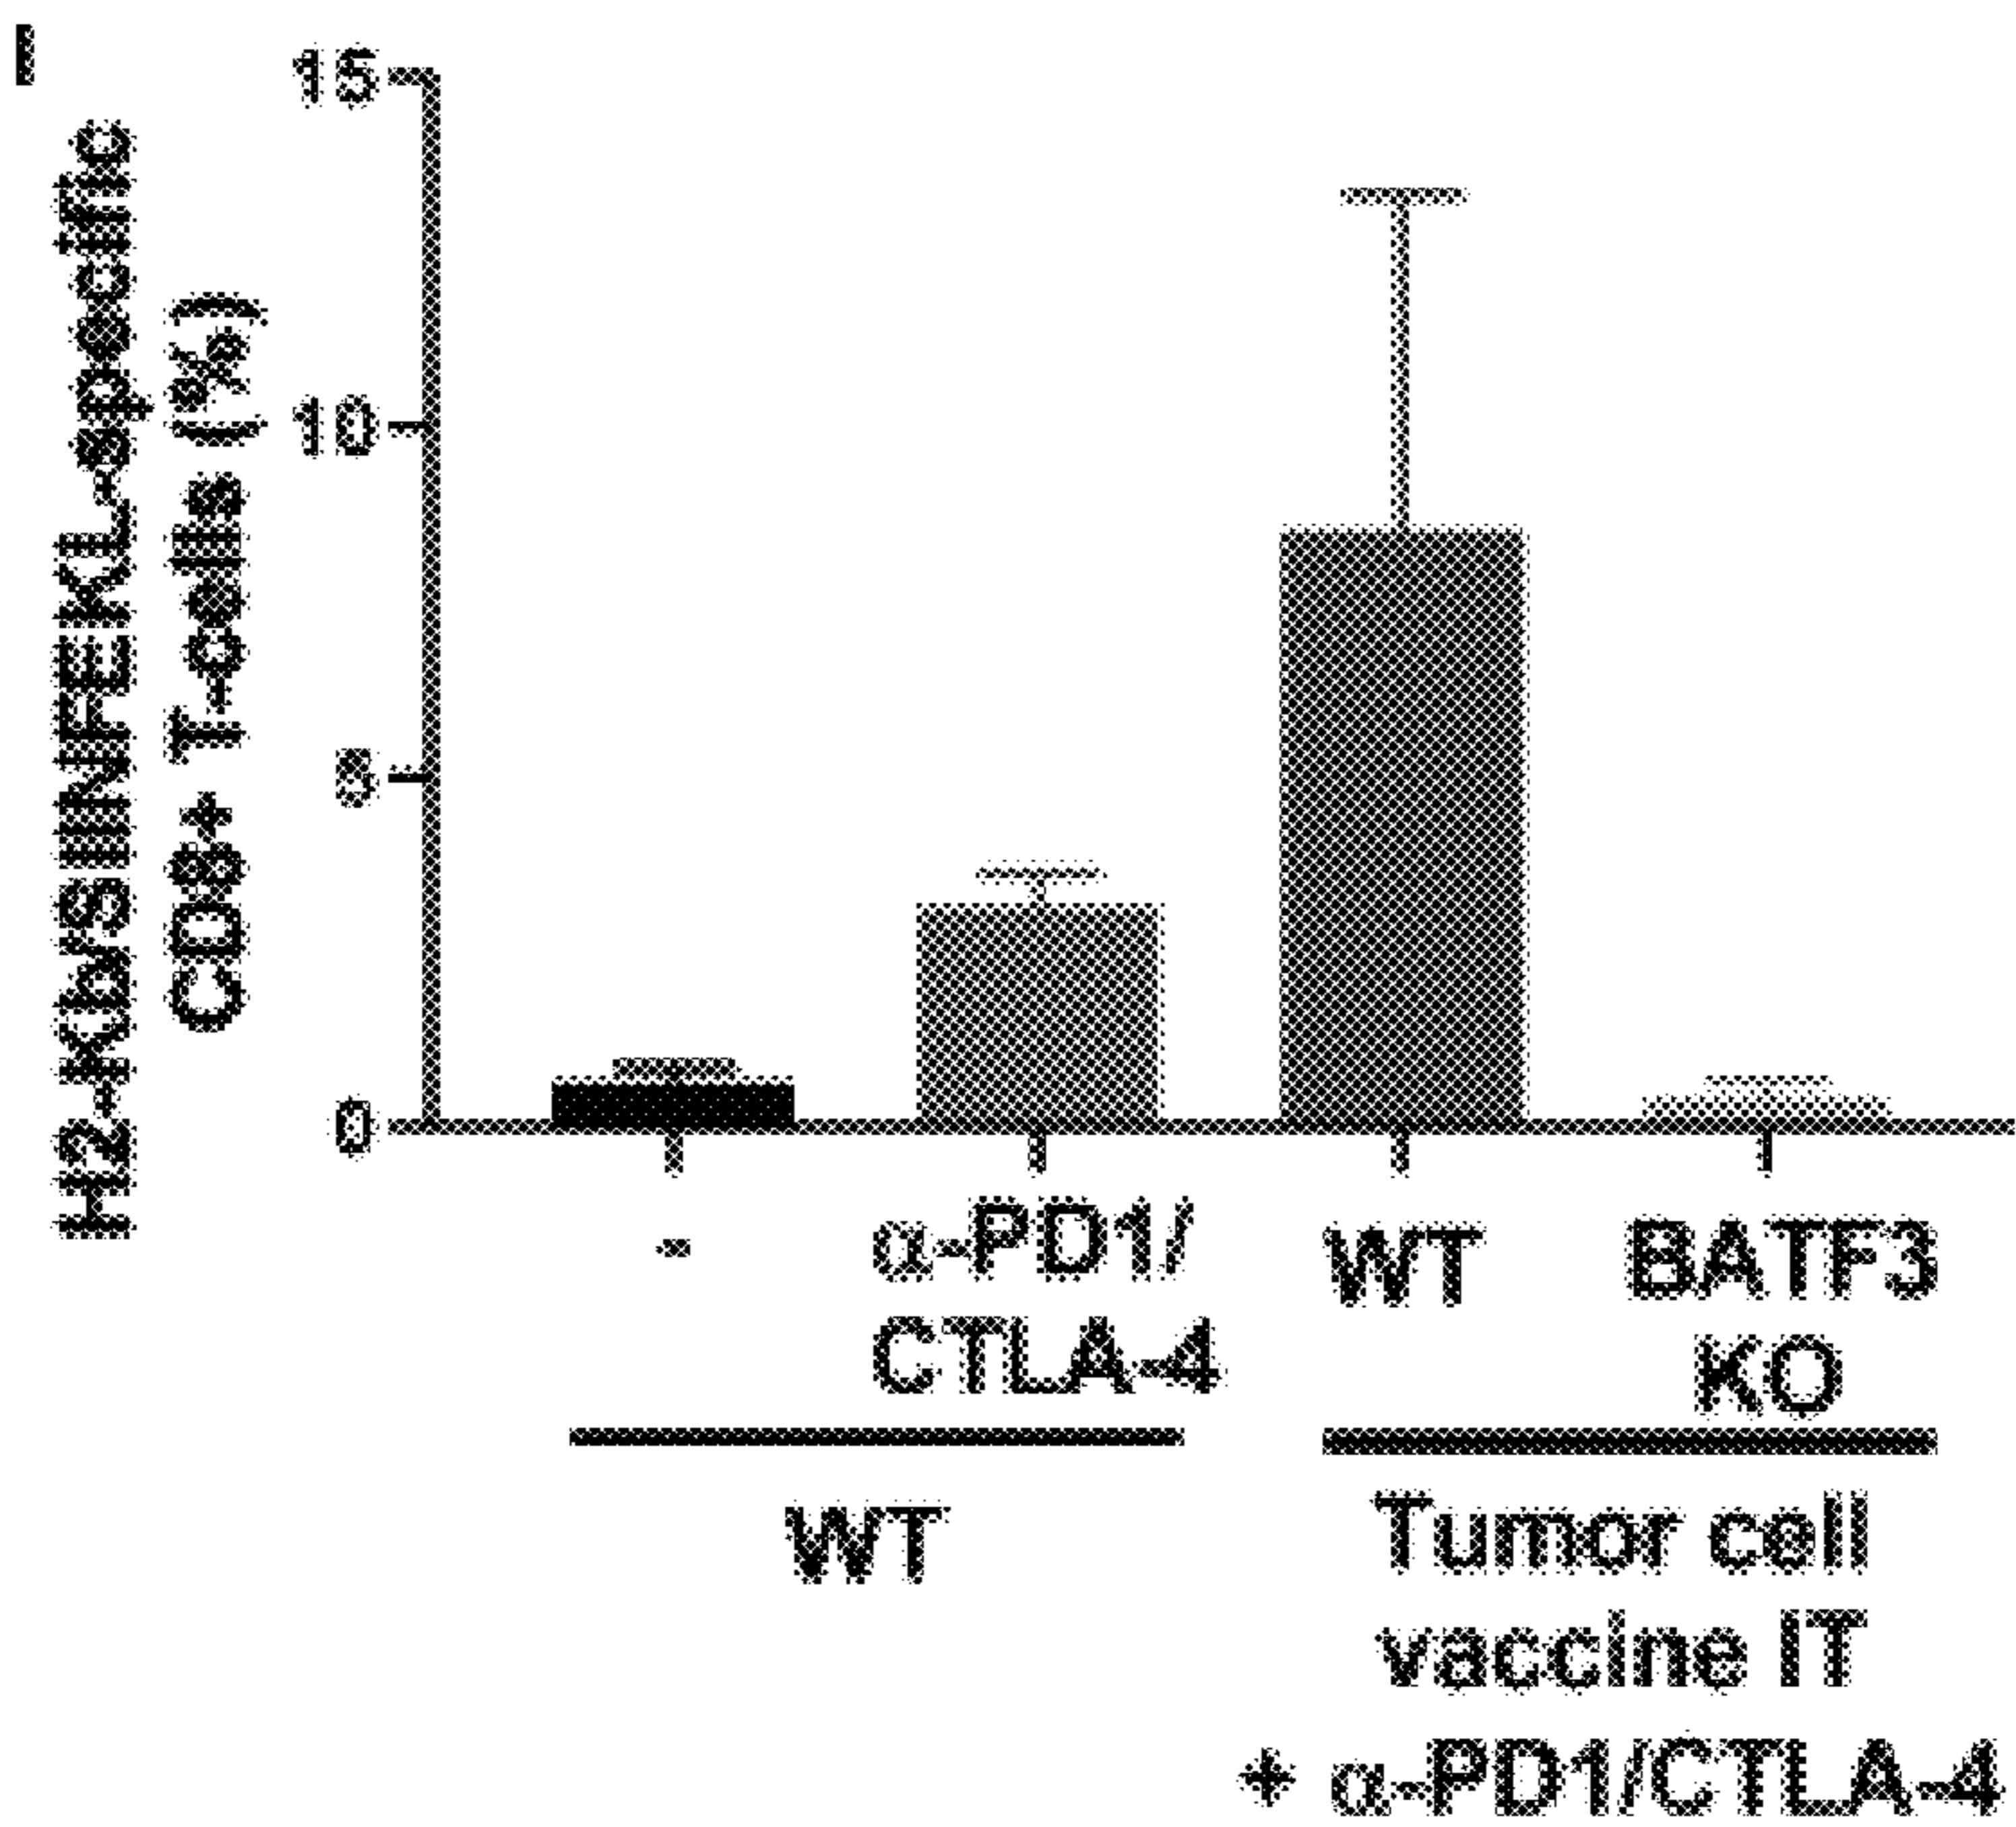 I
H2-Kb/SIINFEKL-specific
CD8+ T-cells (%)
15
10
5
0
-
α-PD1/
CTLA-4
WT
BATF3
KO
WT
Tumor cell
vaccine IT
+ α-PD1/CTLA-4